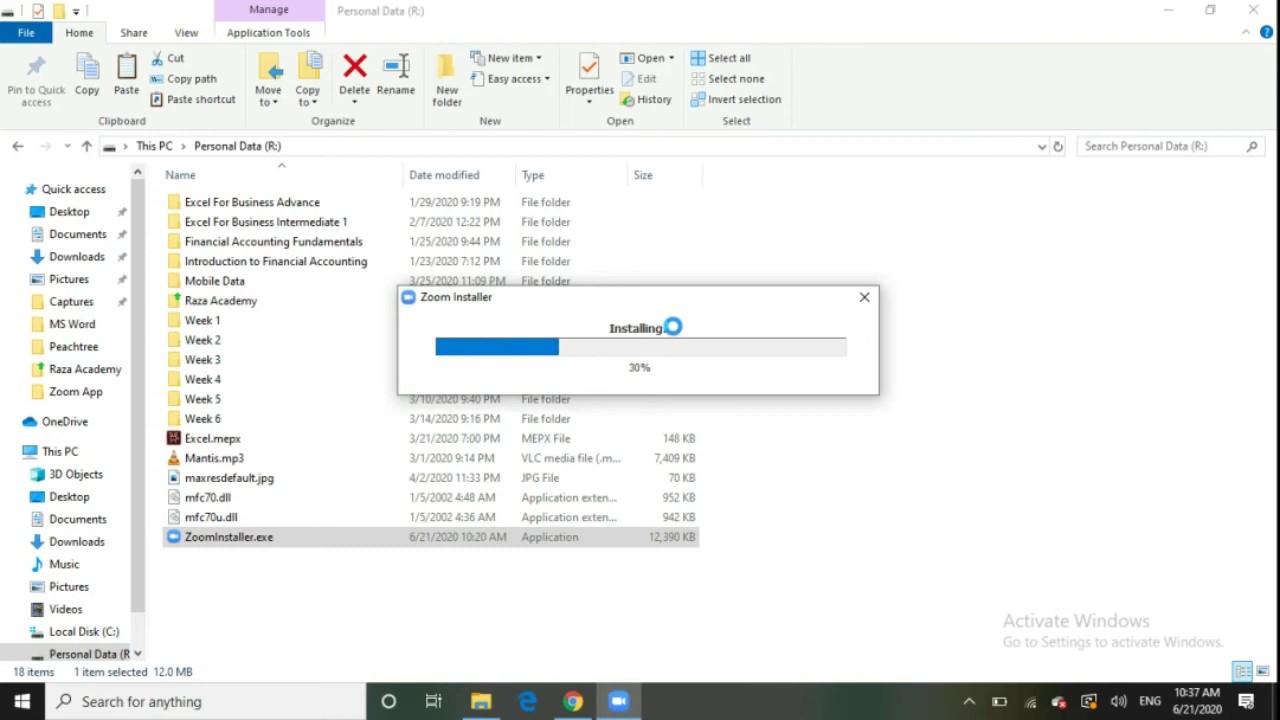 Manage
Personal Data (R:)
File
Home
Share
View
Application Tools
Pin to Quick access
Copy
Paste
Cut
Copy path
Paste shortcut
Clipboard
Move to
Copy to
Delete
Rename
Organize
New folder
New item
Easy access
New
Properties
Open
Edit
History
Open
Select all
Select none
Invert selection
Select
This PC > Personal Data (R:)
Search Personal Data (R:)
Name Date modified Type Size
Quick access
Desktop
Documents
Downloads
Pictures
Captures
MS Word
Peachtree
Raza Academy
Zoom App
OneDrive
This PC
3D Objects
Desktop
Documents
Downloads
Music
Pictures
Videos
Local Disk (C:)
Personal Data (R
Excel For Business Advance 1/29/2020 9:19 PM File folder
Excel For Business Intermediate 1 2/7/2020 12:22 PM File folder
Financial Accounting Fundamentals 1/25/2020 9:44 PM File folder
Introduction to Financial Accounting 1/23/2020 7:12 PM File folder
Mobile Data 3/25/2020 11:09 PM File folder
Raza Academy
Week 1
Week 2
Week 3
Week 4
Week 5 3/10/2020 9:40 PM File folder
Week 6 3/14/2020 9:16 PM File folder
Excel.mepx 3/21/2020 7:00 PM MEPX File 148 KB
Mantis.mp3 3/1/2020 9:14 PM VLC media file (.m... 7,409 KB
maxresdefault.jpg 4/2/2020 11:33 PM JPG File 70 KB
mfc70.dll 1/5/2002 4:48 AM Application exten... 952 KB
mfc70u.dll 1/5/2002 4:36 AM Application exten... 942 KB
ZoomInstaller.exe 6/21/2020 10:20 AM Application 12,390 KB
Zoom Installer
Installing.
30%
Activate Windows
Go to Settings to activate Windows.
18 items 1 item selected 12.0 MB
Search for anything
ENG
10:37 AM
6/21/2020